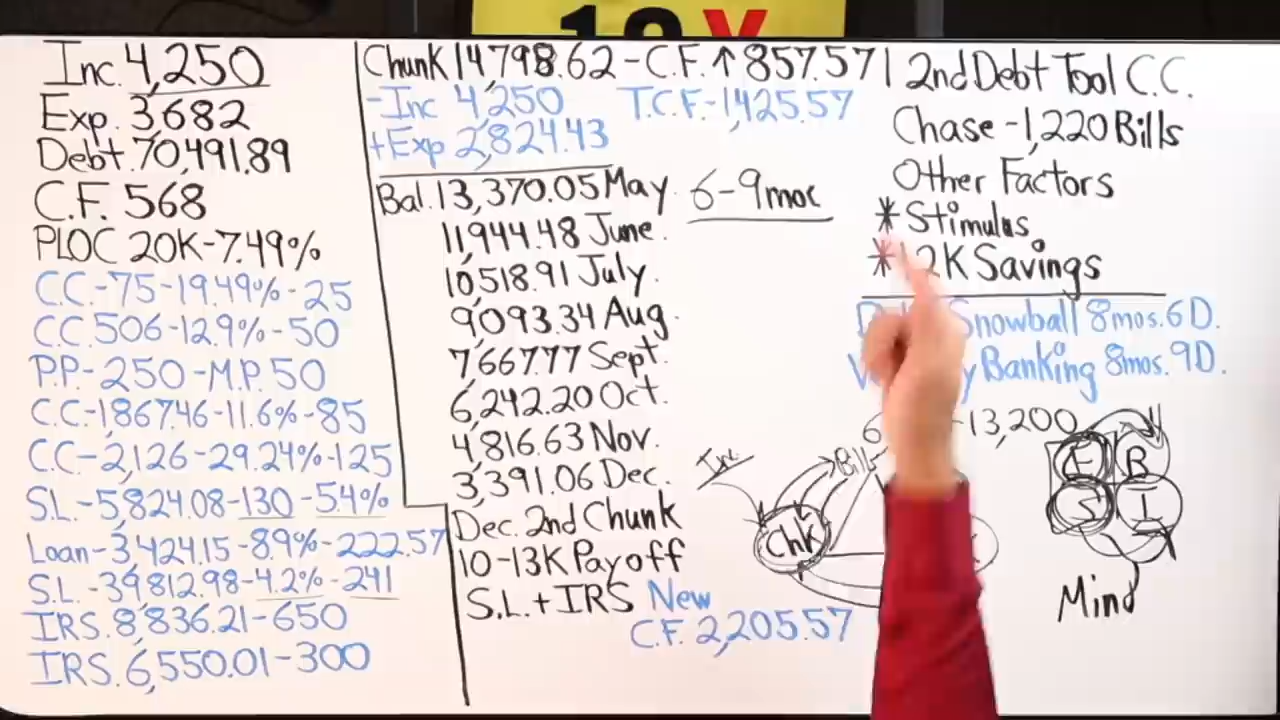 Inc. 4,250
Exp. 3,682
Debt. 70,491.89
C.F. 568
PLOC 20K-7.49%
C.C.-75-19.49%-25
C.C. 506-12.9%-50
P.P.-250-M.P. 50
C.C.-1,867.46-11.6%-85
C.C.-2,126-29.24%-125
S.L.-5,824.08-130-5.4%
Loan-3,424.15-8.9%-222.57
S.L.-39,812.98-4.2%-241
IRS. 8,836.21-650
IRS. 6,550.01-300
Chunk 14,798.62-C.F.↑857.57
-Inc 4,250 T.C.F.-1,425.57
+Exp 2,824.43
Bal. 13,370.05 May. 6-9mos
11,944.48 June.
10,518.91 July.
9,093.34 Aug.
7,667.77 Sept.
6,242.20 Oct.
4,816.63 Nov.
3,391.06 Dec.
Dec. 2nd Chunk
10-13K Payoff
S.L.+IRS New
C.F. 2,205.57
2nd Debt Tool C.C.
Chase-1,220 Bills
Other Factors
*Stimulus
*2K Savings
Snowball 8mos. 6D.
Banking 8mos. 9D.
6 -13,200
Inc
Bills
Chk
E B
S I
Mind